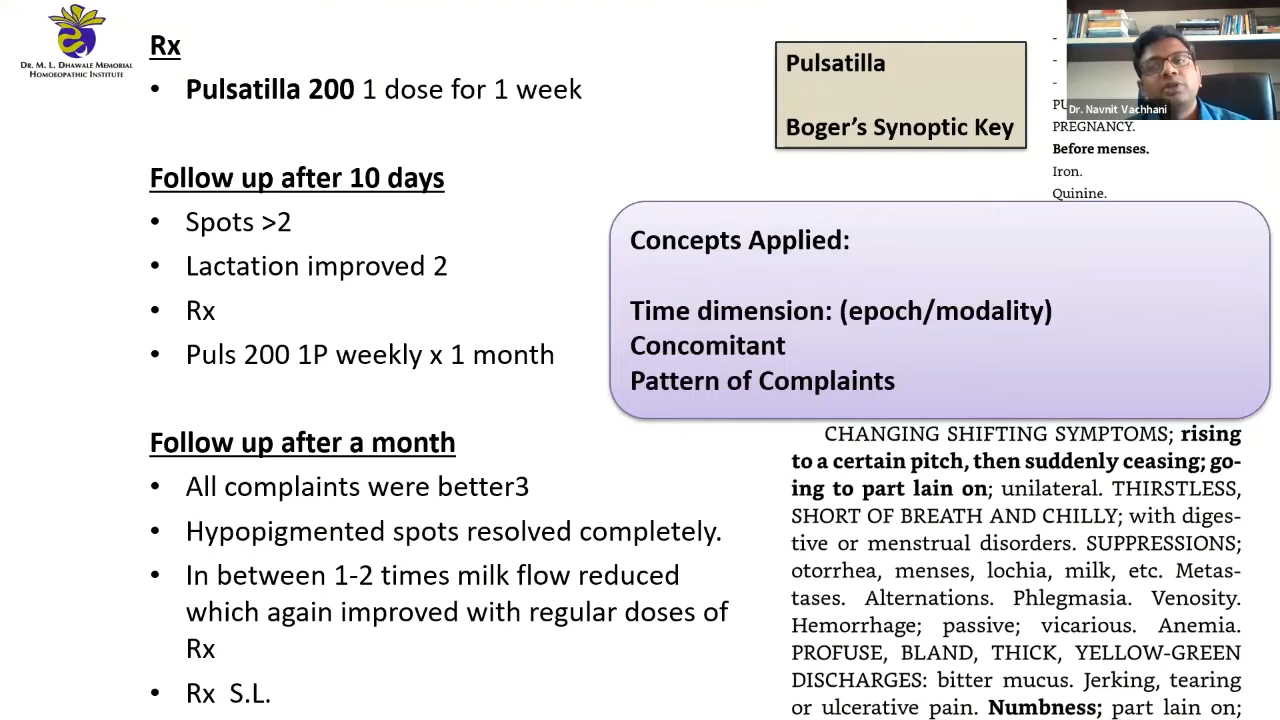 DR. M. L. DHAWALE MEMORIAL
HOMOEOPATHIC INSTITUTE
Rx
• Pulsatilla 200 1 dose for 1 week
Follow up after 10 days
• Spots >2
• Lactation improved 2
• Rx
• Puls 200 1P weekly x 1 month
Follow up after a month
• All complaints were better3
• Hypopigmented spots resolved completely.
• In between 1-2 times milk flow reduced
which again improved with regular doses of
Rx
• Rx S.L.
Pulsatilla
Boger's Synoptic Key
-
-
-
Dr. Navnit Vachhani
PREGNANCY.
Before menses.
Iron.
Quinine.
Concepts Applied:
Time dimension: (epoch/modality)
Concomitant
Pattern of Complaints
CHANGING SHIFTING SYMPTOMS; rising
to a certain pitch, then suddenly ceasing; go-
ing to part lain on; unilateral. THIRSTLESS,
SHORT OF BREATH AND CHILLY; with diges-
tive or menstrual disorders. SUPPRESSIONS;
otorrhea, menses, lochia, milk, etc. Metas-
tases. Alternations. Phlegmasia. Venosity.
Hemorrhage; passive; vicarious. Anemia.
PROFUSE, BLAND, THICK, YELLOW-GREEN
DISCHARGES: bitter mucus. Jerking, tearing
or ulcerative pain. Numbness; part lain on;